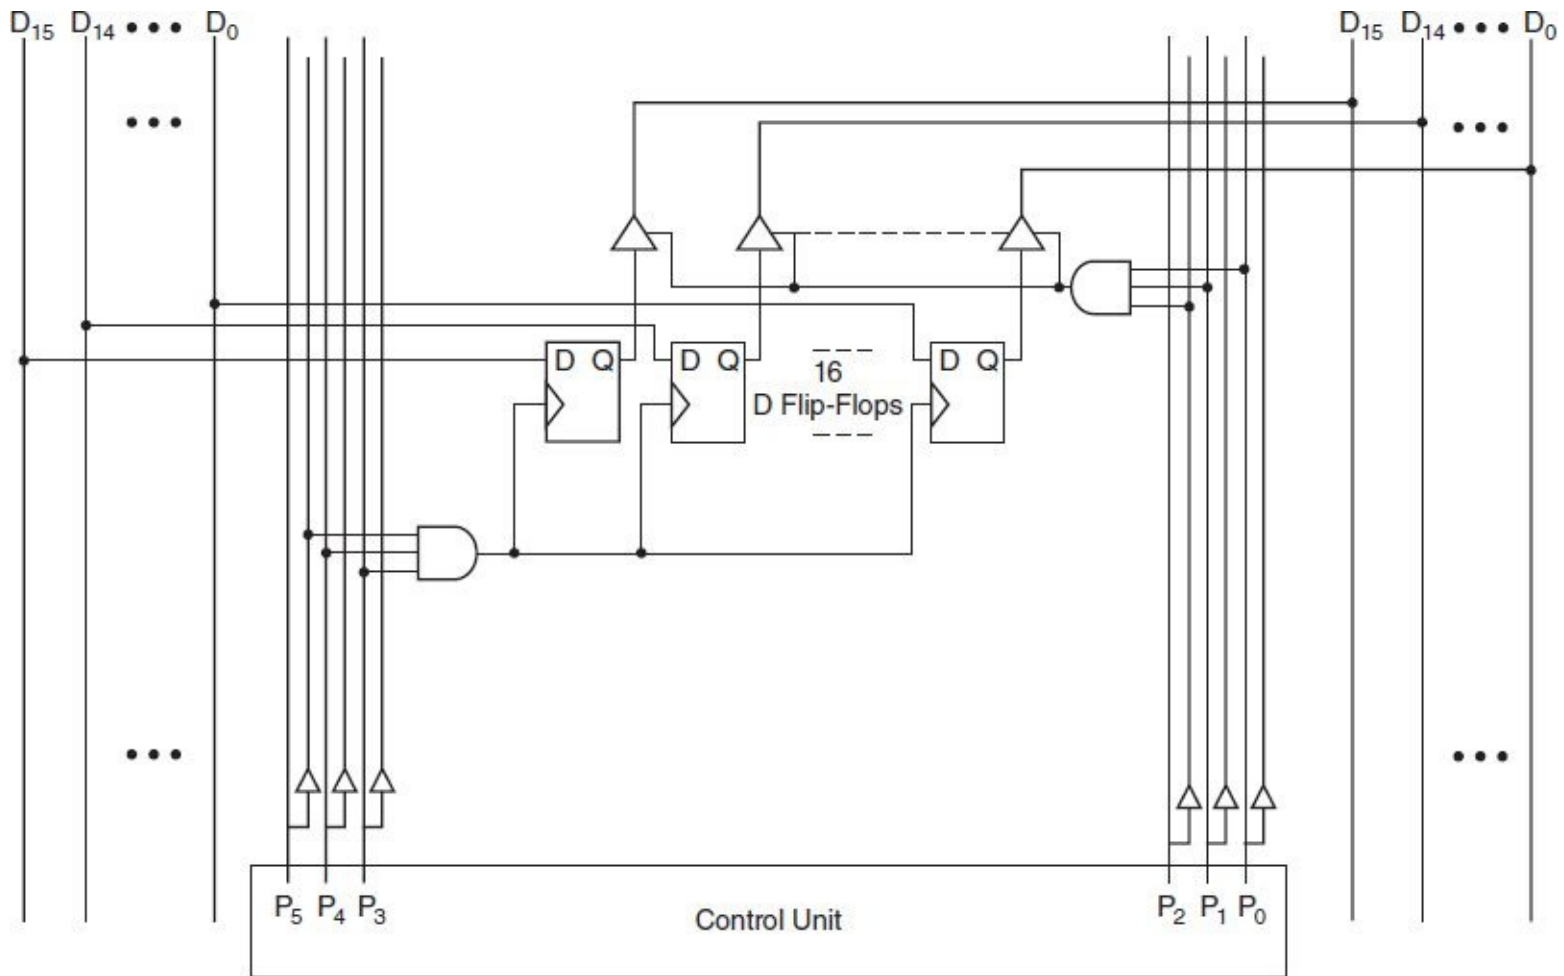 D15 D14 ••• D0 D15 D14 ••• D0
D Q D Q 16 D Q
D Flip-Flops
P5 P4 P3 Control Unit P2 P1 P0